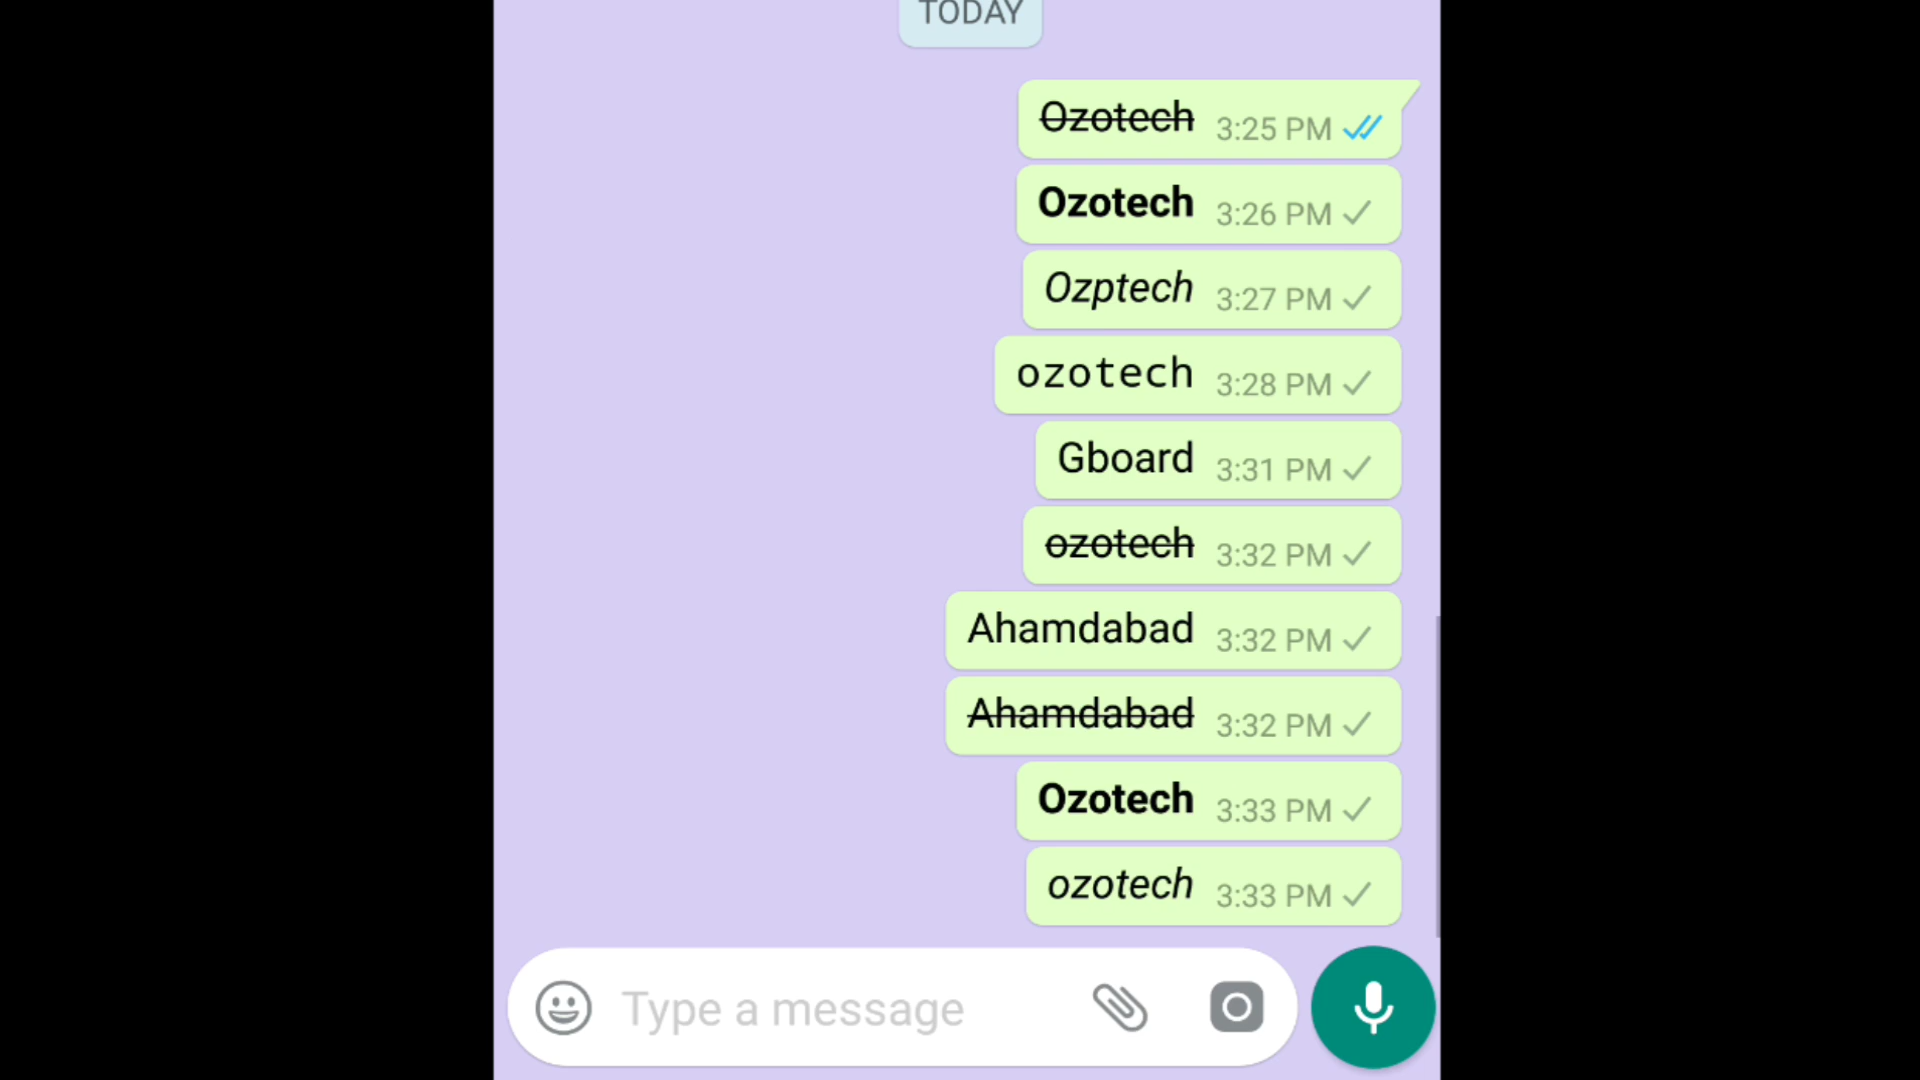 TODAY
Ozotech 3:25 PM
Ozotech 3:26 PM
Ozptech 3:27 PM
ozotech 3:28 PM
Gboard 3:31 PM
ozotech 3:32 PM
Ahamdabad 3:32 PM
Ahamdabad 3:32 PM
Ozotech 3:33 PM
ozotech 3:33 PM
Type a message